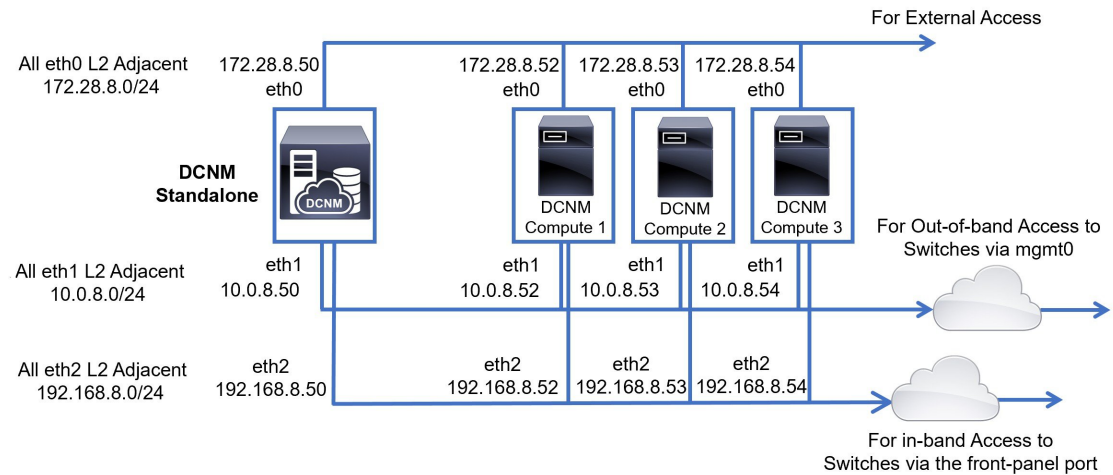 For External Access
All eth0 L2 Adjacent
172.28.8.0/24
172.28.8.50
eth0
172.28.8.52
eth0
172.28.8.53
eth0
172.28.8.54
eth0
DCNM
Standalone
DCNM
DCNM
Compute 1
DCNM
Compute 2
DCNM
Compute 3
For Out-of-band Access to
Switches via mgmt0
All eth1 L2 Adjacent
10.0.8.0/24
eth1
10.0.8.50
eth1
10.0.8.52
eth1
10.0.8.53
eth1
10.0.8.54
All eth2 L2 Adjacent
192.168.8.0/24
eth2
192.168.8.50
eth2
192.168.8.52
eth2
192.168.8.53
eth2
192.168.8.54
For in-band Access to
Switches via the front-panel port